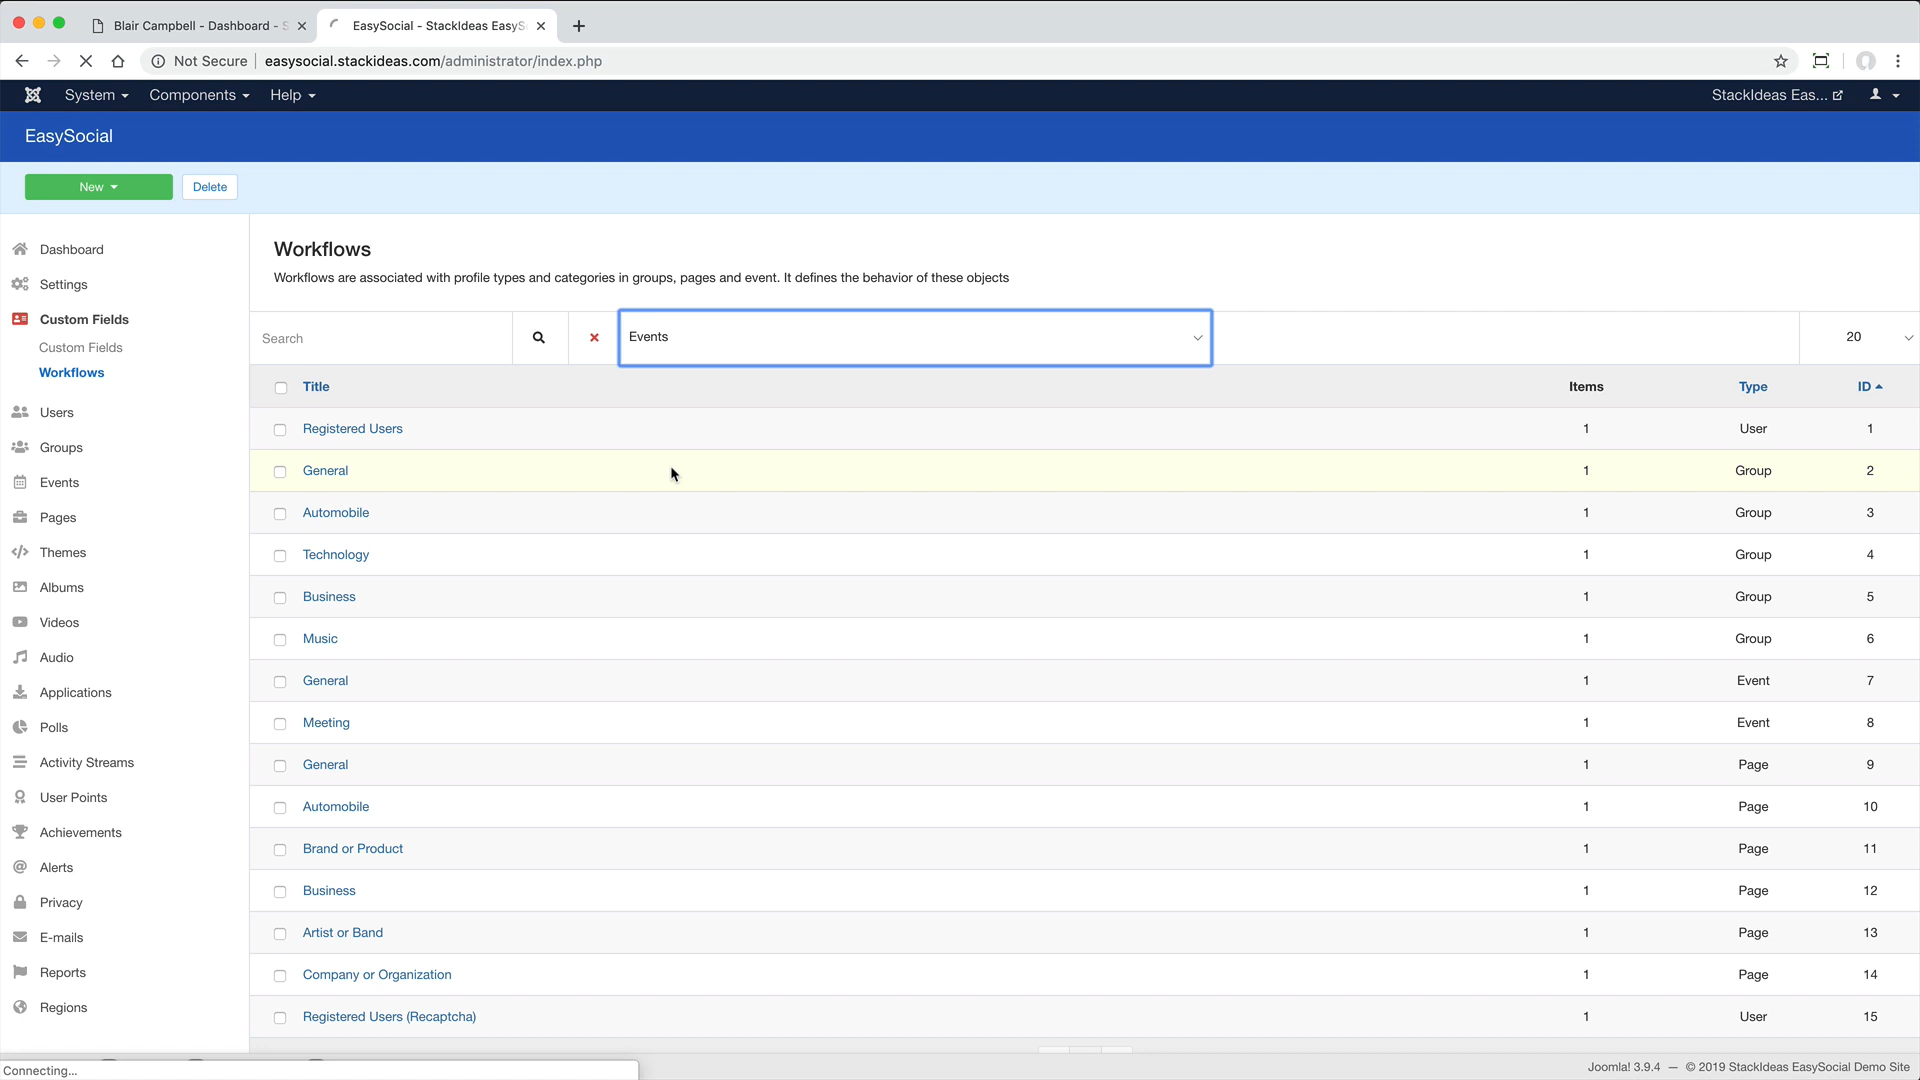 Blair Campbell - Dashboard - S
EasySocial - StackIdeas EasyS
Not Secure
easysocial.stackideas.com/administrator/index.php
System
Components
Help
StackIdeas Eas...
EasySocial
New
Delete
Dashboard
Settings
Custom Fields
Custom Fields
Workflows
Users
Groups
Events
Pages
Themes
Albums
Videos
Audio
Applications
Polls
Activity Streams
User Points
Achievements
Alerts
Privacy
E-mails
Reports
Regions
Workflows
Workflows are associated with profile types and categories in groups, pages and event. It defines the behavior of these objects
Search
Events
20
Title Items Type ID
Registered Users 1 User 1
General 1 Group 2
Automobile 1 Group 3
Technology 1 Group 4
Business 1 Group 5
Music 1 Group 6
General 1 Event 7
Meeting 1 Event 8
General 1 Page 9
Automobile 1 Page 10
Brand or Product 1 Page 11
Business 1 Page 12
Artist or Band 1 Page 13
Company or Organization 1 Page 14
Registered Users (Recaptcha) 1 User 15
Connecting...
Joomla! 3.9.4 — © 2019 StackIdeas EasySocial Demo Site